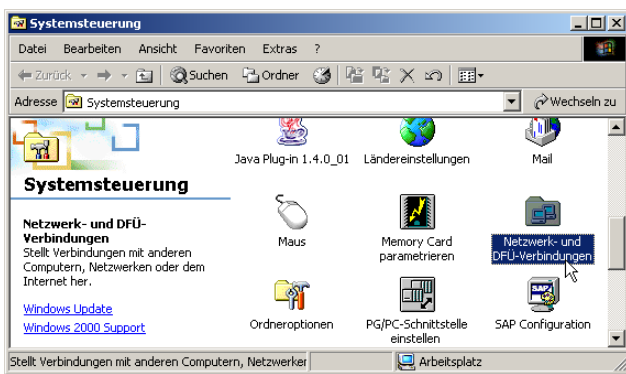 Systemsteuerung
Datei Bearbeiten Ansicht Favoriten Extras ?
Zurück Suchen Ordner
Adresse Systemsteuerung Wechseln zu
Java Plug-in 1.4.0_01 Ländereinstellungen Mail
Systemsteuerung
Netzwerk- und DFÜ-
Verbindungen
Stellt Verbindungen mit anderen
Computern, Netzwerken oder dem
Internet her.
Windows Update
Windows 2000 Support
Maus
Memory Card
parametrieren
Netzwerk- und
DFÜ-Verbindungen
Ordneroptionen
PG/PC-Schnittstelle
einstellen
SAP
SAP Configuration
Stellt Verbindungen mit anderen Computern, Netzwerker
Arbeitsplatz